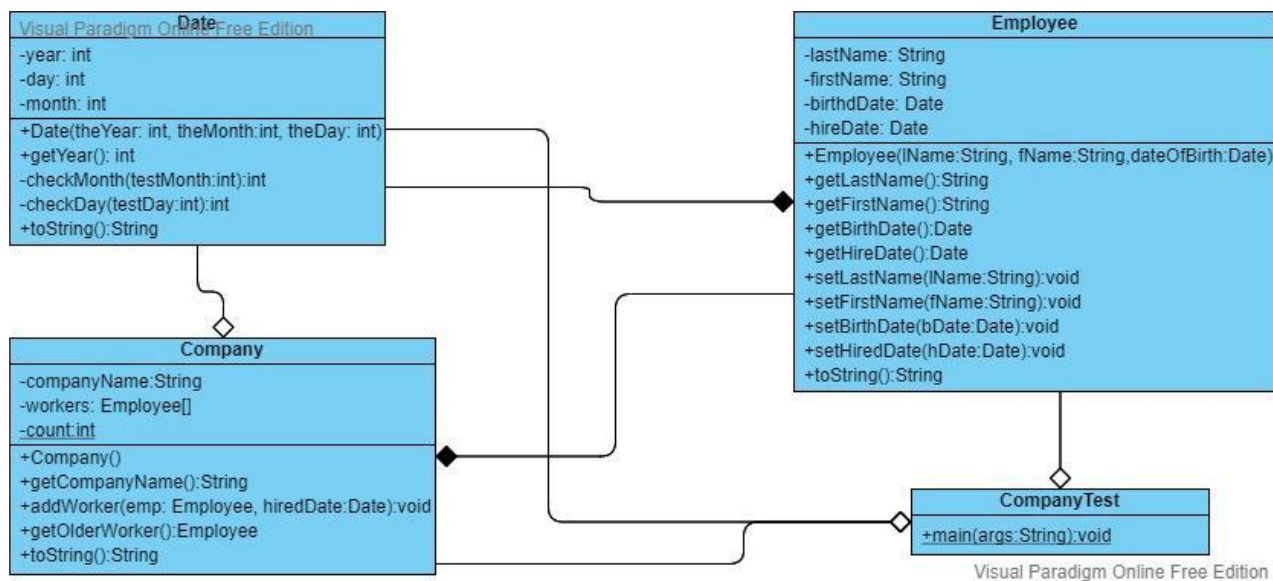 Date
Visual Paradigm Online Free Edition
-year: int
-day: int
-month: int
+Date(theYear: int, theMonth:int, theDay: int)
+getYear(): int
-checkMonth(testMonth:int):int
-checkDay(testDay:int):int
+toString():String
Employee
-lastName: String
-firstName: String
-birthdDate: Date
-hireDate: Date
+Employee(lName:String, fName:String,dateOfBirth:Date)
+getLastName():String
+getFirstName():String
+getBirthDate():Date
+getHireDate():Date
+setLastName(lName:String):void
+setFirstName(fName:String):void
+setBirthDate(bDate:Date):void
+setHiredDate(hDate:Date):void
+toString():String
Company
-companyName:String
-workers: Employee[]
-count:int
+Company()
+getCompanyName():String
+addWorker(emp: Employee, hiredDate:Date):void
+getOlderWorker():Employee
+toString():String
CompanyTest
+main(args:String):void
Visual Paradigm Online Free Edition